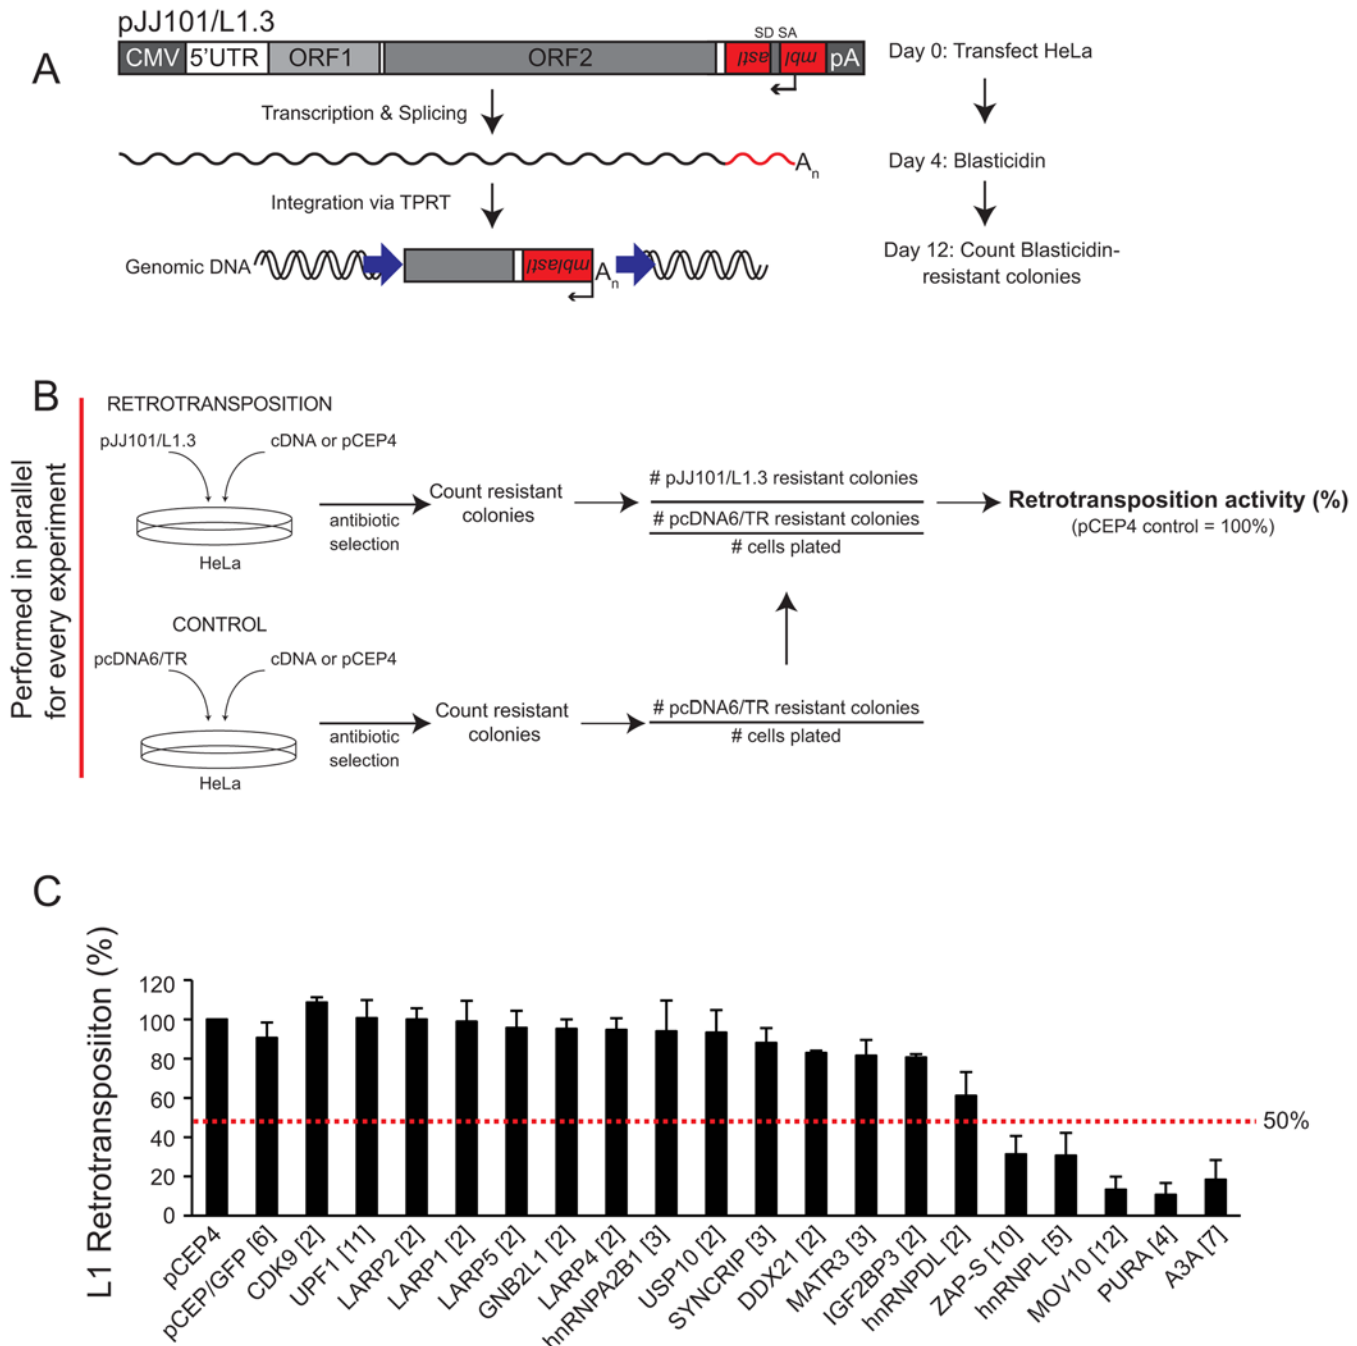 A
pJJ101/L1.3
CMV
5'UTR
ORF1
ORF2
SD SA
mbl
astI
pA
Transcription & Splicing
An
Integration via TPRT
Genomic DNA
mblastI
An
Day 0: Transfect HeLa
Day 4: Blasticidin
Day 12: Count Blasticidin-
resistant colonies
B
Performed in parallel
for every experiment
RETROTRANSPOSITION
pJJ101/L1.3
cDNA or pCEP4
HeLa
antibiotic
selection
Count resistant
colonies
# pJJ101/L1.3 resistant colonies
# pcDNA6/TR resistant colonies
# cells plated
Retrotransposition activity (%)
(pCEP4 control = 100%)
CONTROL
pcDNA6/TR
cDNA or pCEP4
HeLa
antibiotic
selection
Count resistant
colonies
# pcDNA6/TR resistant colonies
# cells plated
C
L1 Retrotransposiiton (%)
120
100
80
60
40
20
0
50%
pCEP4
pCEP/GFP [6]
CDK9 [2]
UPF1 [11]
LARP2 [2]
LARP1 [2]
LARP5 [2]
GNB2L1 [2]
LARP4 [2]
hnRNPA2B1 [3]
USP10 [2]
SYNCRIP [3]
DDX21 [2]
MATR3 [3]
IGF2BP3 [2]
hnRNPDL [2]
ZAP-S [10]
hnRNPL [5]
MOV10 [12]
PURA [4]
A3A [7]